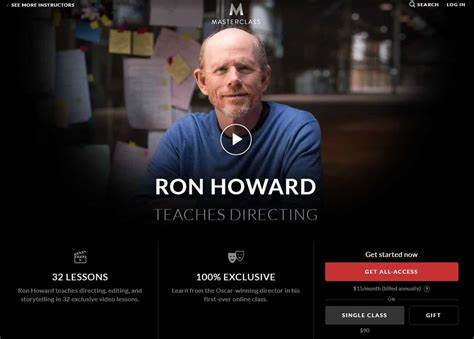 SEE MORE INSTRUCTORS
M
MASTERCLASS
SEARCH
LOG IN
RON HOWARD
TEACHES DIRECTING
32 LESSONS
Ron Howard teaches directing, editing, and
storytelling in 32 exclusive video lessons.
100% EXCLUSIVE
Learn from the Oscar-winning director in his
first-ever online class.
Get started now
GET ALL-ACCESS
$15/month (billed annually) ?
OR
SINGLE CLASS
GIFT
$90